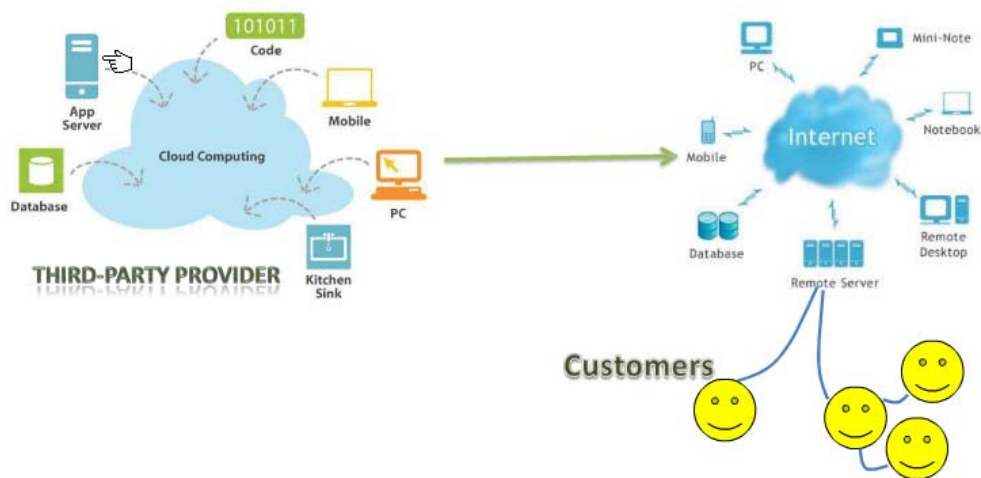 101011
Code
App
Server
Mobile
Cloud Computing
Database
PC
Kitchen
Sink
THIRD-PARTY PROVIDER
PC
Mini-Note
Internet
Notebook
Mobile
Database
Remote
Desktop
Remote Server
Customers